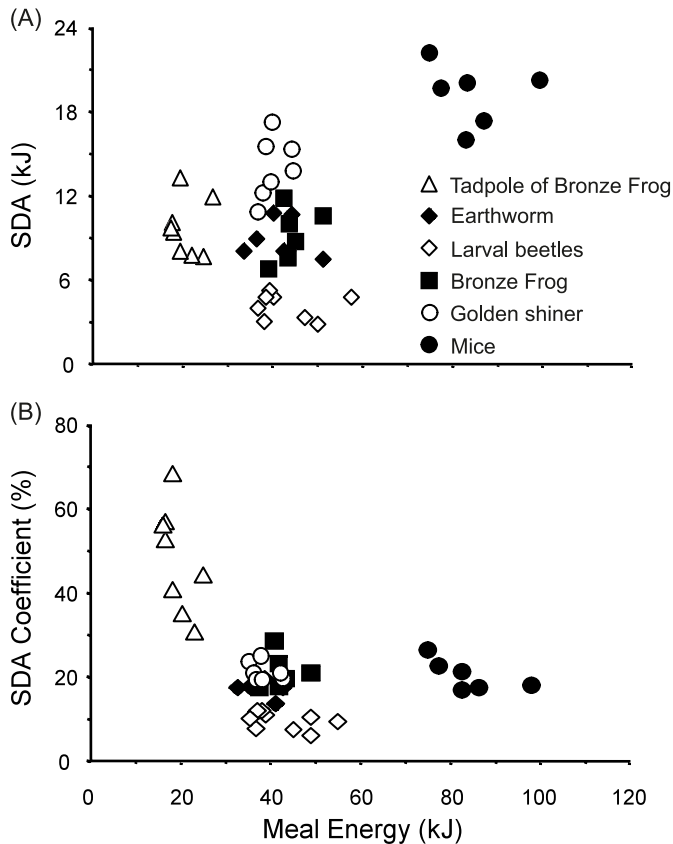 (A)
24
18
12
6
0
SDA (kJ)
Tadpole of Bronze Frog
Earthworm
Larval beetles
Bronze Frog
Golden shiner
Mice
(B)
80
60
40
20
0
SDA Coefficient (%)
0 20 40 60 80 100 120
Meal Energy (kJ)